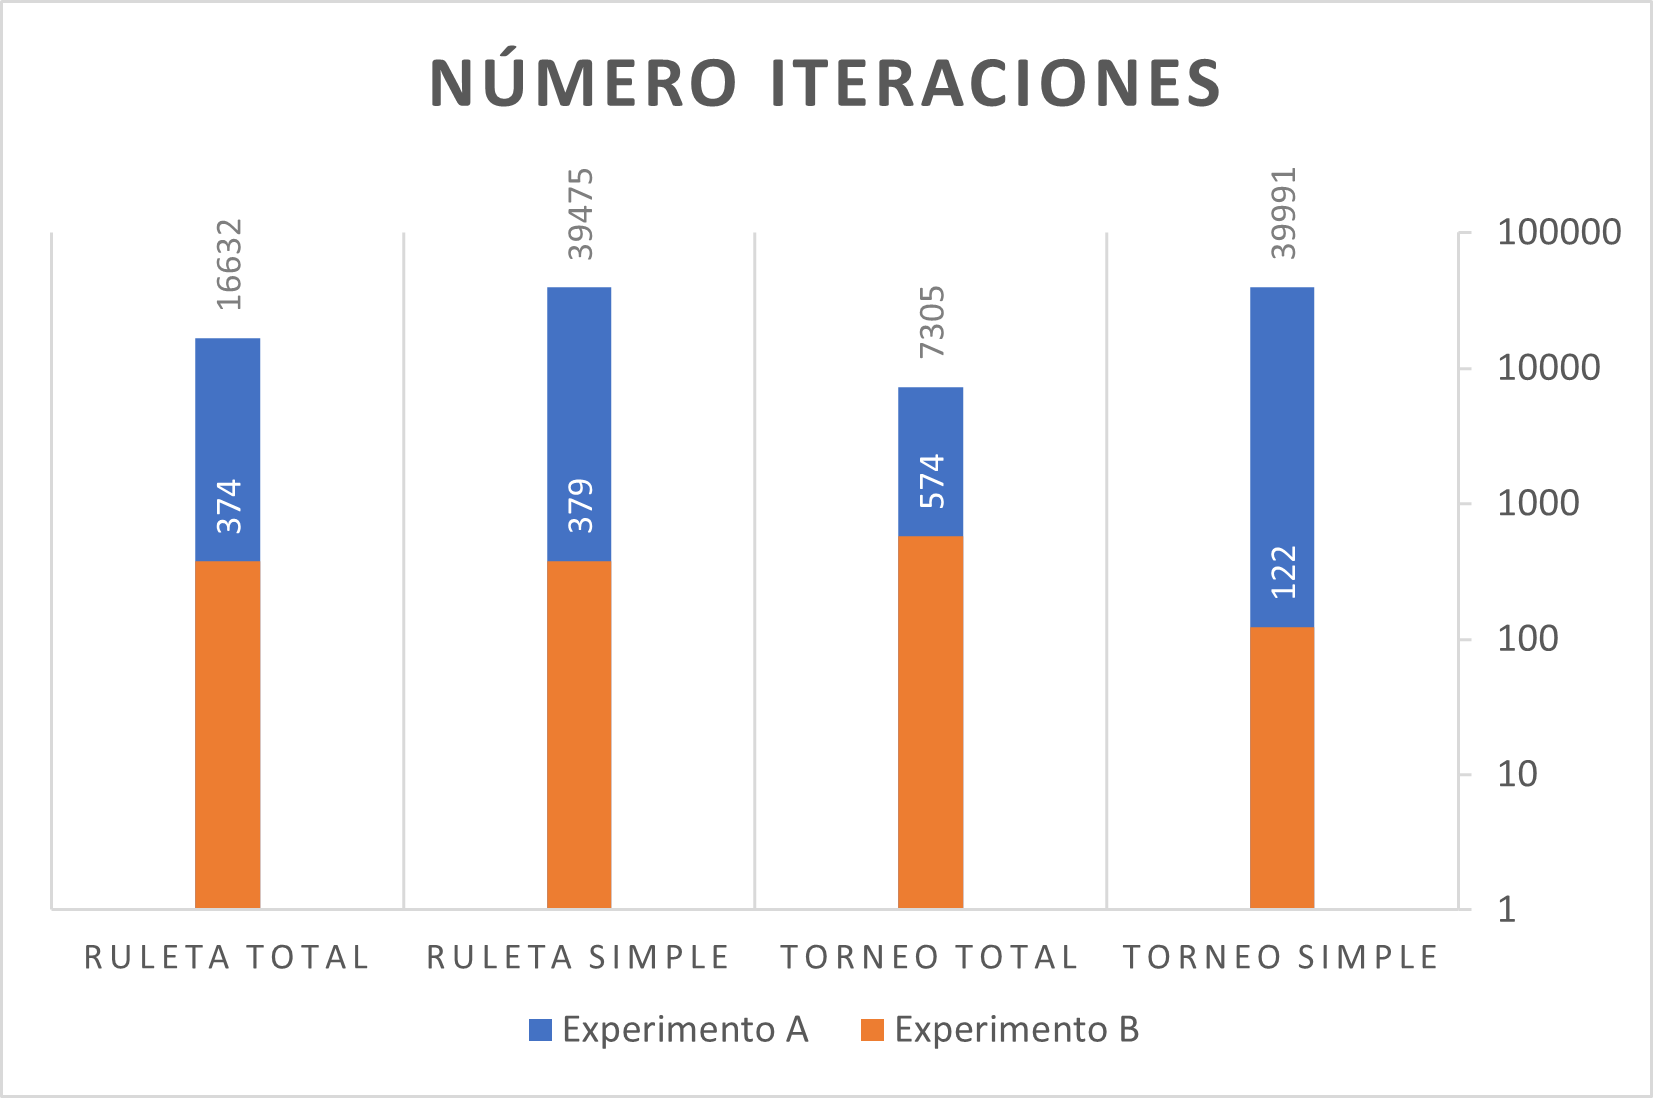 NÚMERO ITERACIONES
16632
39475
7305
39991
374
379
574
122
100000
10000
1000
100
10
1
RULETA TOTAL
RULETA SIMPLE
TORNEO TOTAL
TORNEO SIMPLE
Experimento A
Experimento B